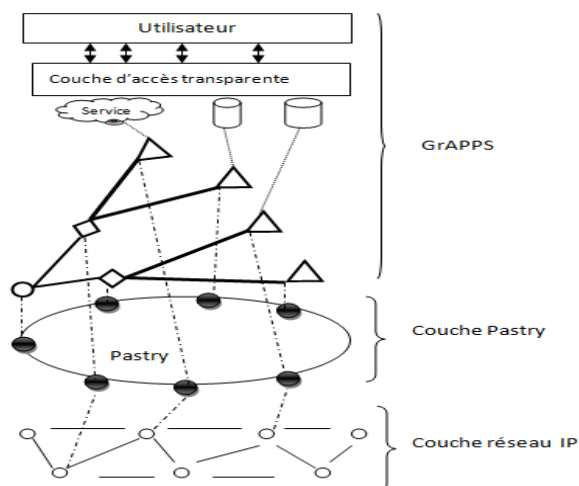 Utilisateur
Couche d'accès transparente
Service
GrAPPS
Couche Pastry
Pastry
Couche réseau IP